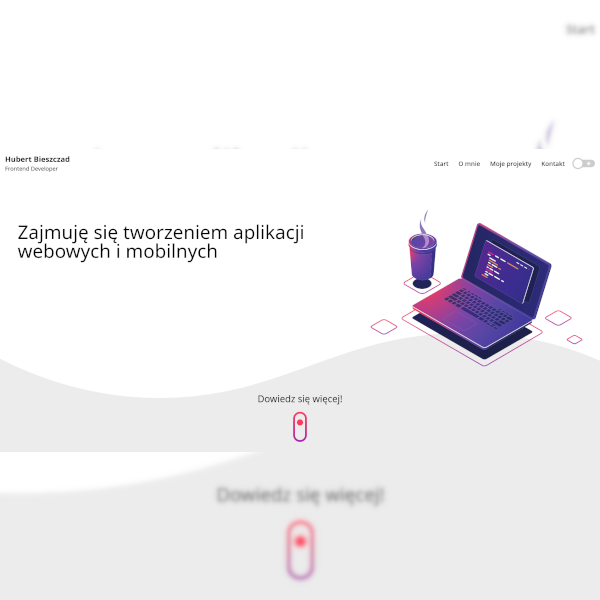 Start
Hubert Bieszczad
Frontend Developer
Start O mnie Moje projekty Kontakt
Zajmuję się tworzeniem aplikacji
webowych i mobilnych
Dowiedz się więcej!
Dowiedz się więcej!